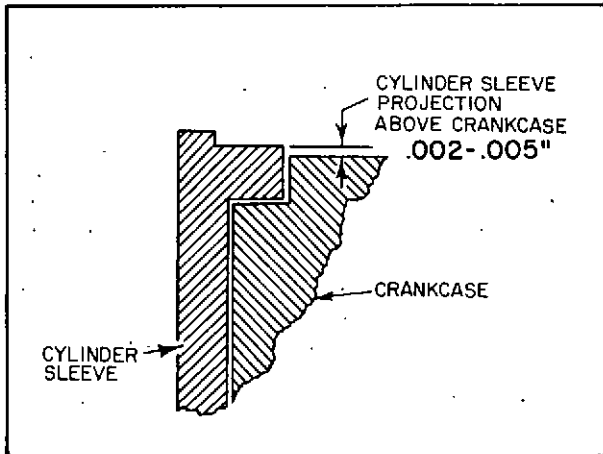 CYLINDER SLEEVE
PROJECTION
ABOVE CRANKCASE
.002-.005"
CRANKCASE
CYLINDER
SLEEVE